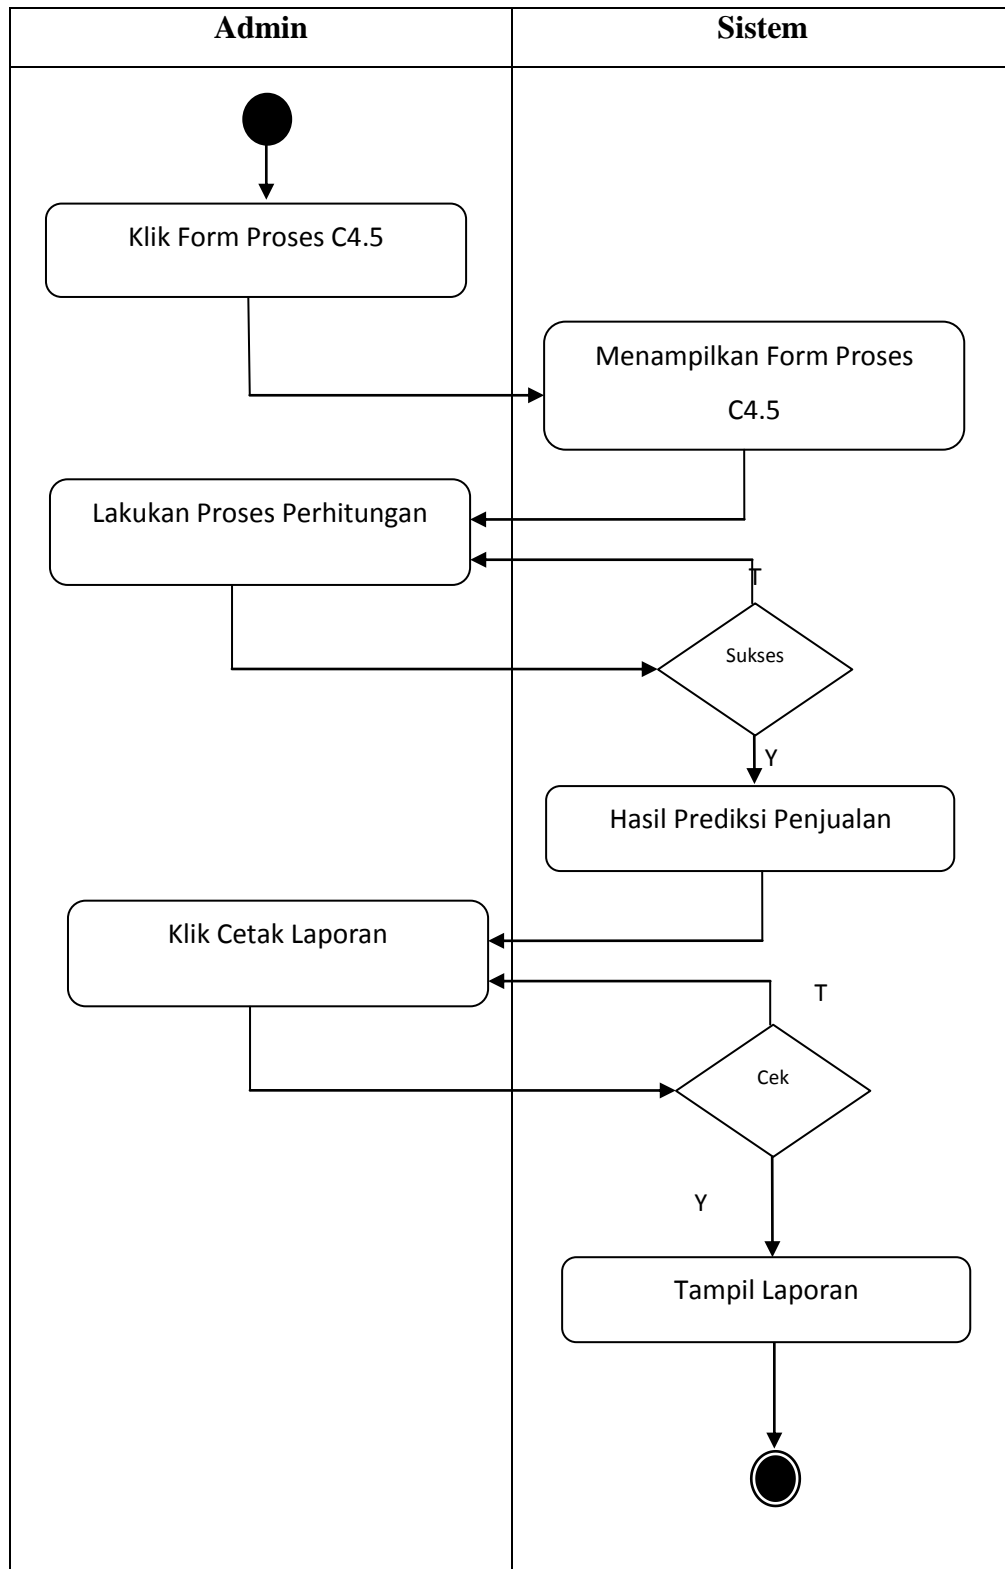 Admin
Sistem
Klik Form Proses C4.5
Menampilkan Form Proses
C4.5
Lakukan Proses Perhitungan
T
Sukses
Y
Hasil Prediksi Penjualan
Klik Cetak Laporan
T
Cek
Y
Tampil Laporan